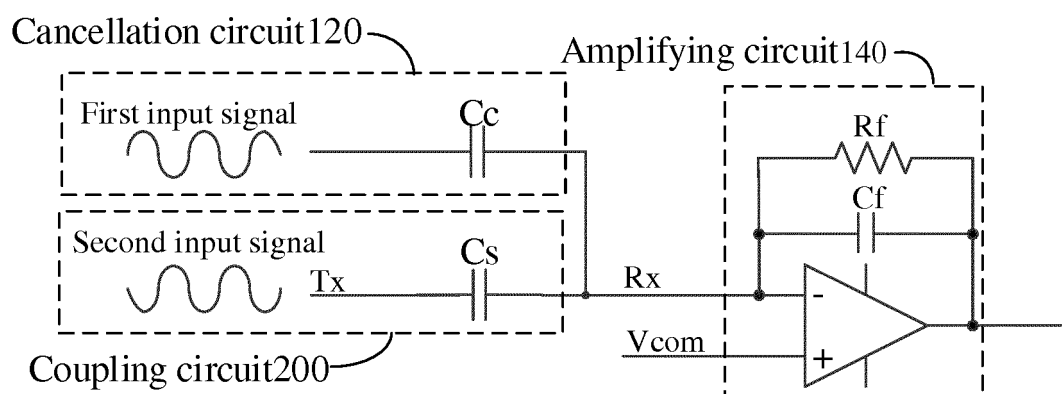 Cancellation circuit120
Amplifying circuit140
First input signal
Cc
Rf
Cf
Second input signal
Cs
Tx
Rx
-
Vcom
+
Coupling circuit200